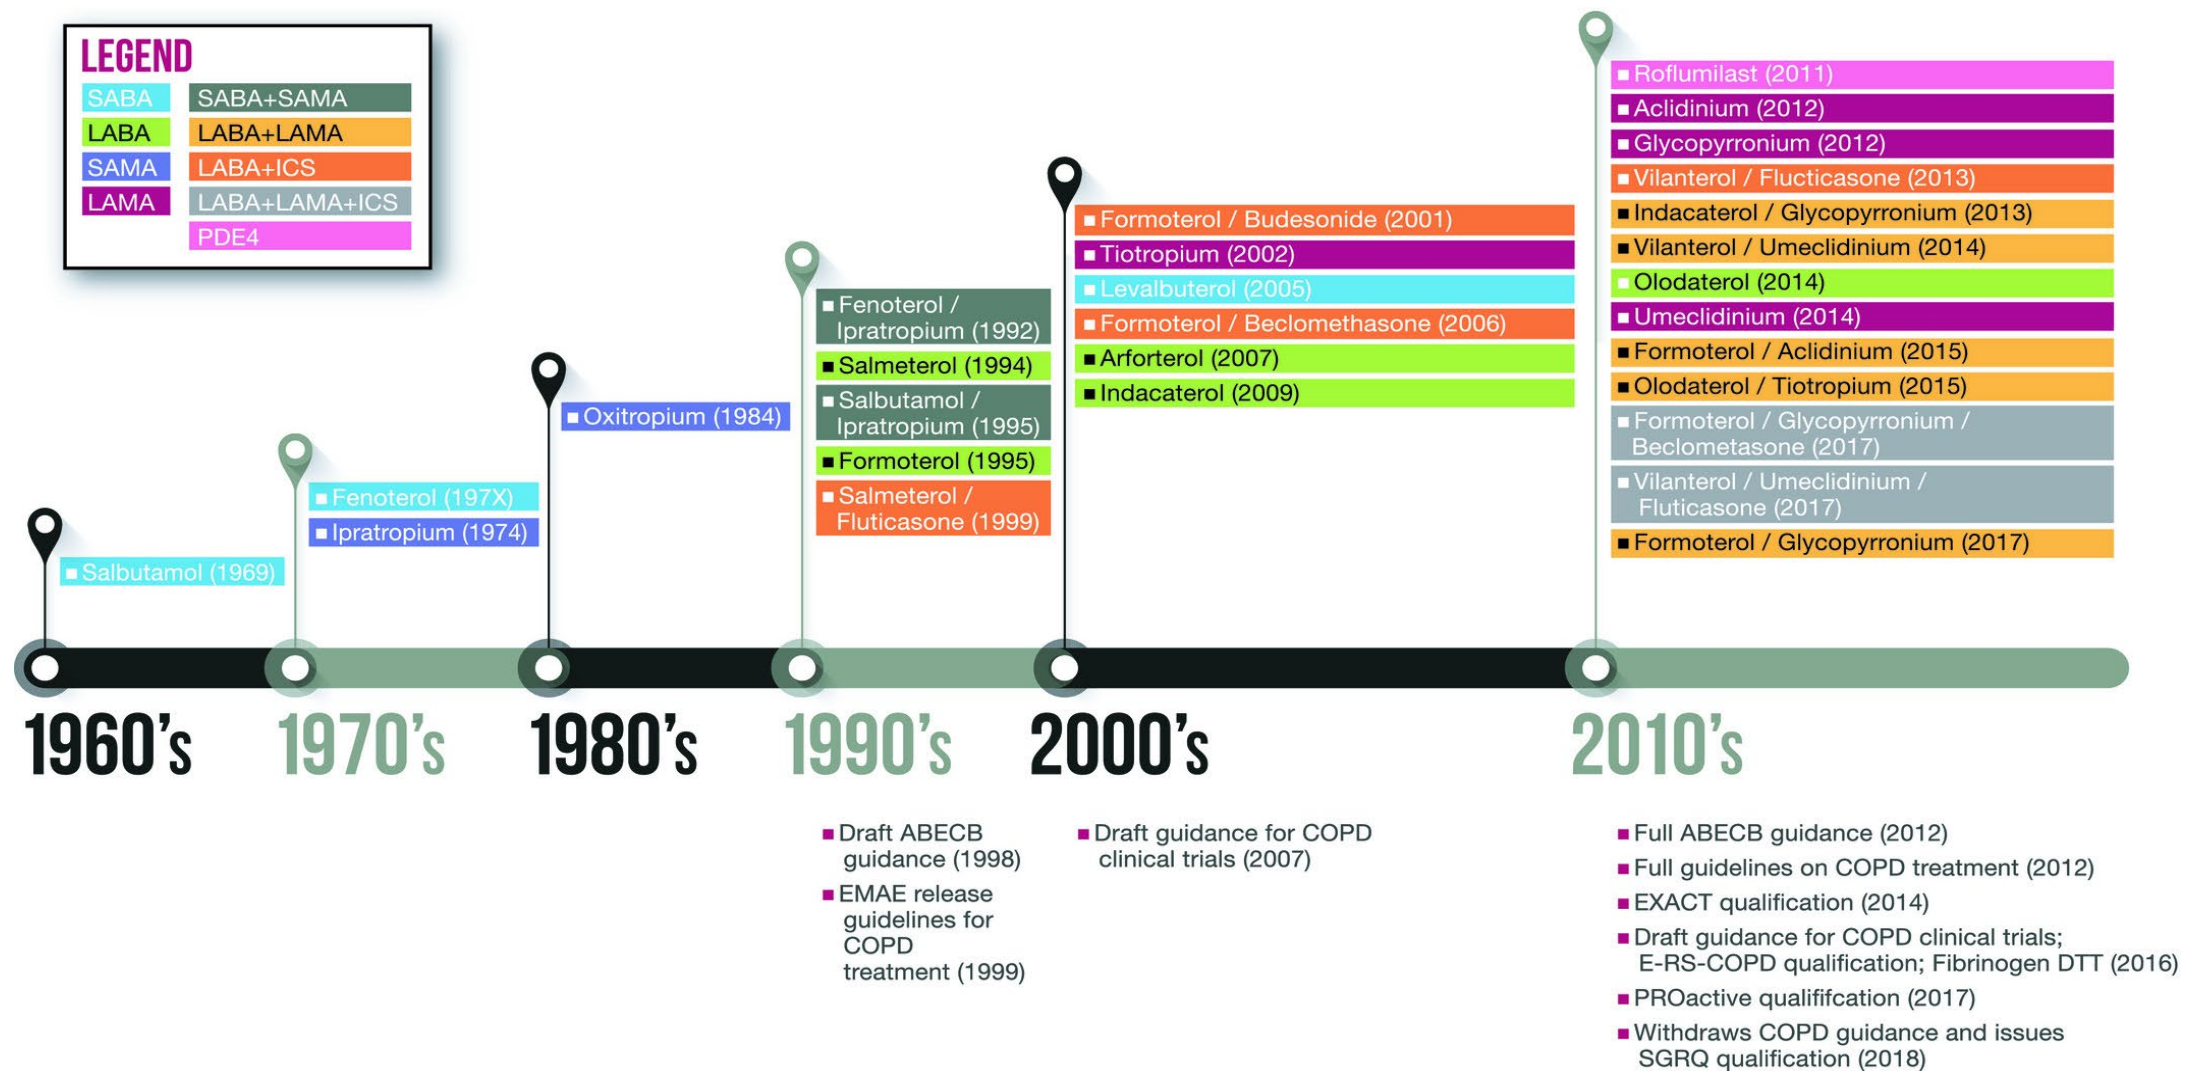 LEGEND
SABA
SABA+SAMA
LABA
LABA+LAMA
SAMA
LABA+ICS
LAMA
LABA+LAMA+ICS
PDE4
Salbutamol (1969)
Fenoterol (197X)
Ipratropium (1974)
Oxitropium (1984)
Fenoterol /
Ipratropium (1992)
Salmeterol (1994)
Salbutamol /
Ipratropium (1995)
Formoterol (1995)
Salmeterol /
Fluticasone (1999)
Formoterol / Budesonide (2001)
Tiotropium (2002)
Levalbuterol (2005)
Formoterol / Beclomethasone (2006)
Arforterol (2007)
Indacaterol (2009)
Roflumilast (2011)
Aclidinium (2012)
Glycopyrronium (2012)
Vilanterol / Flucticasone (2013)
Indacaterol / Glycopyrronium (2013)
Vilanterol / Umeclidinium (2014)
Olodaterol (2014)
Umeclidinium (2014)
Formoterol / Aclidinium (2015)
Olodaterol / Tiotropium (2015)
Formoterol / Glycopyrronium /
Beclometasone (2017)
Vilanterol / Umeclidinium /
Fluticasone (2017)
Formoterol / Glycopyrronium (2017)
1960's
1970's
1980's
1990's
2000's
2010's
Draft ABECB
guidance (1998)
EMAE release
guidelines for
COPD
treatment (1999)
Draft guidance for COPD
clinical trials (2007)
Full ABECB guidance (2012)
Full guidelines on COPD treatment (2012)
EXACT qualification (2014)
Draft guidance for COPD clinical trials;
E-RS-COPD qualification; Fibrinogen DTT (2016)
PROactive qualififcation (2017)
Withdraws COPD guidance and issues
SGRQ qualification (2018)